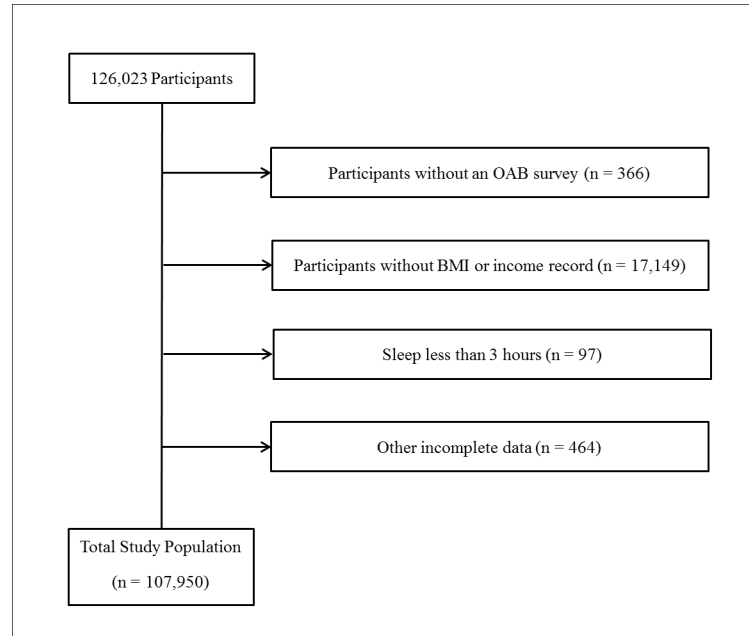 126,023 Participants
Participants without an OAB survey (n = 366)
Participants without BMI or income record (n = 17,149)
Sleep less than 3 hours (n = 97)
Other incomplete data (n = 464)
Total Study Population
(n = 107,950)